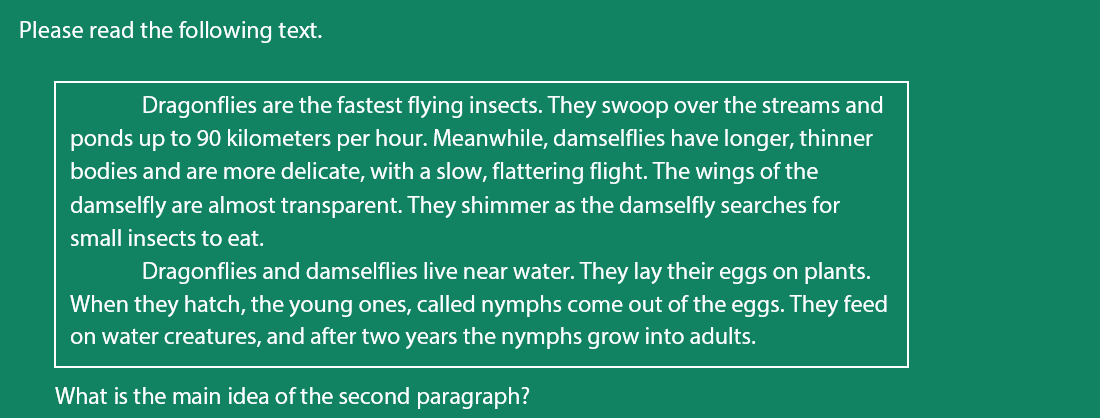 Please read the following text.
Dragonflies are the fastest flying insects. They swoop over the streams and
ponds up to 90 kilometers per hour. Meanwhile, damselflies have longer, thinner
bodies and are more delicate, with a slow, flattering flight. The wings of the
damselfly are almost transparent. They shimmer as the damselfly searches for
small insects to eat.
Dragonflies and damselflies live near water. They lay their eggs on plants.
When they hatch, the young ones, called nymphs come out of the eggs. They feed
on water creatures, and after two years the nymphs grow into adults.
What is the main idea of the second paragraph?